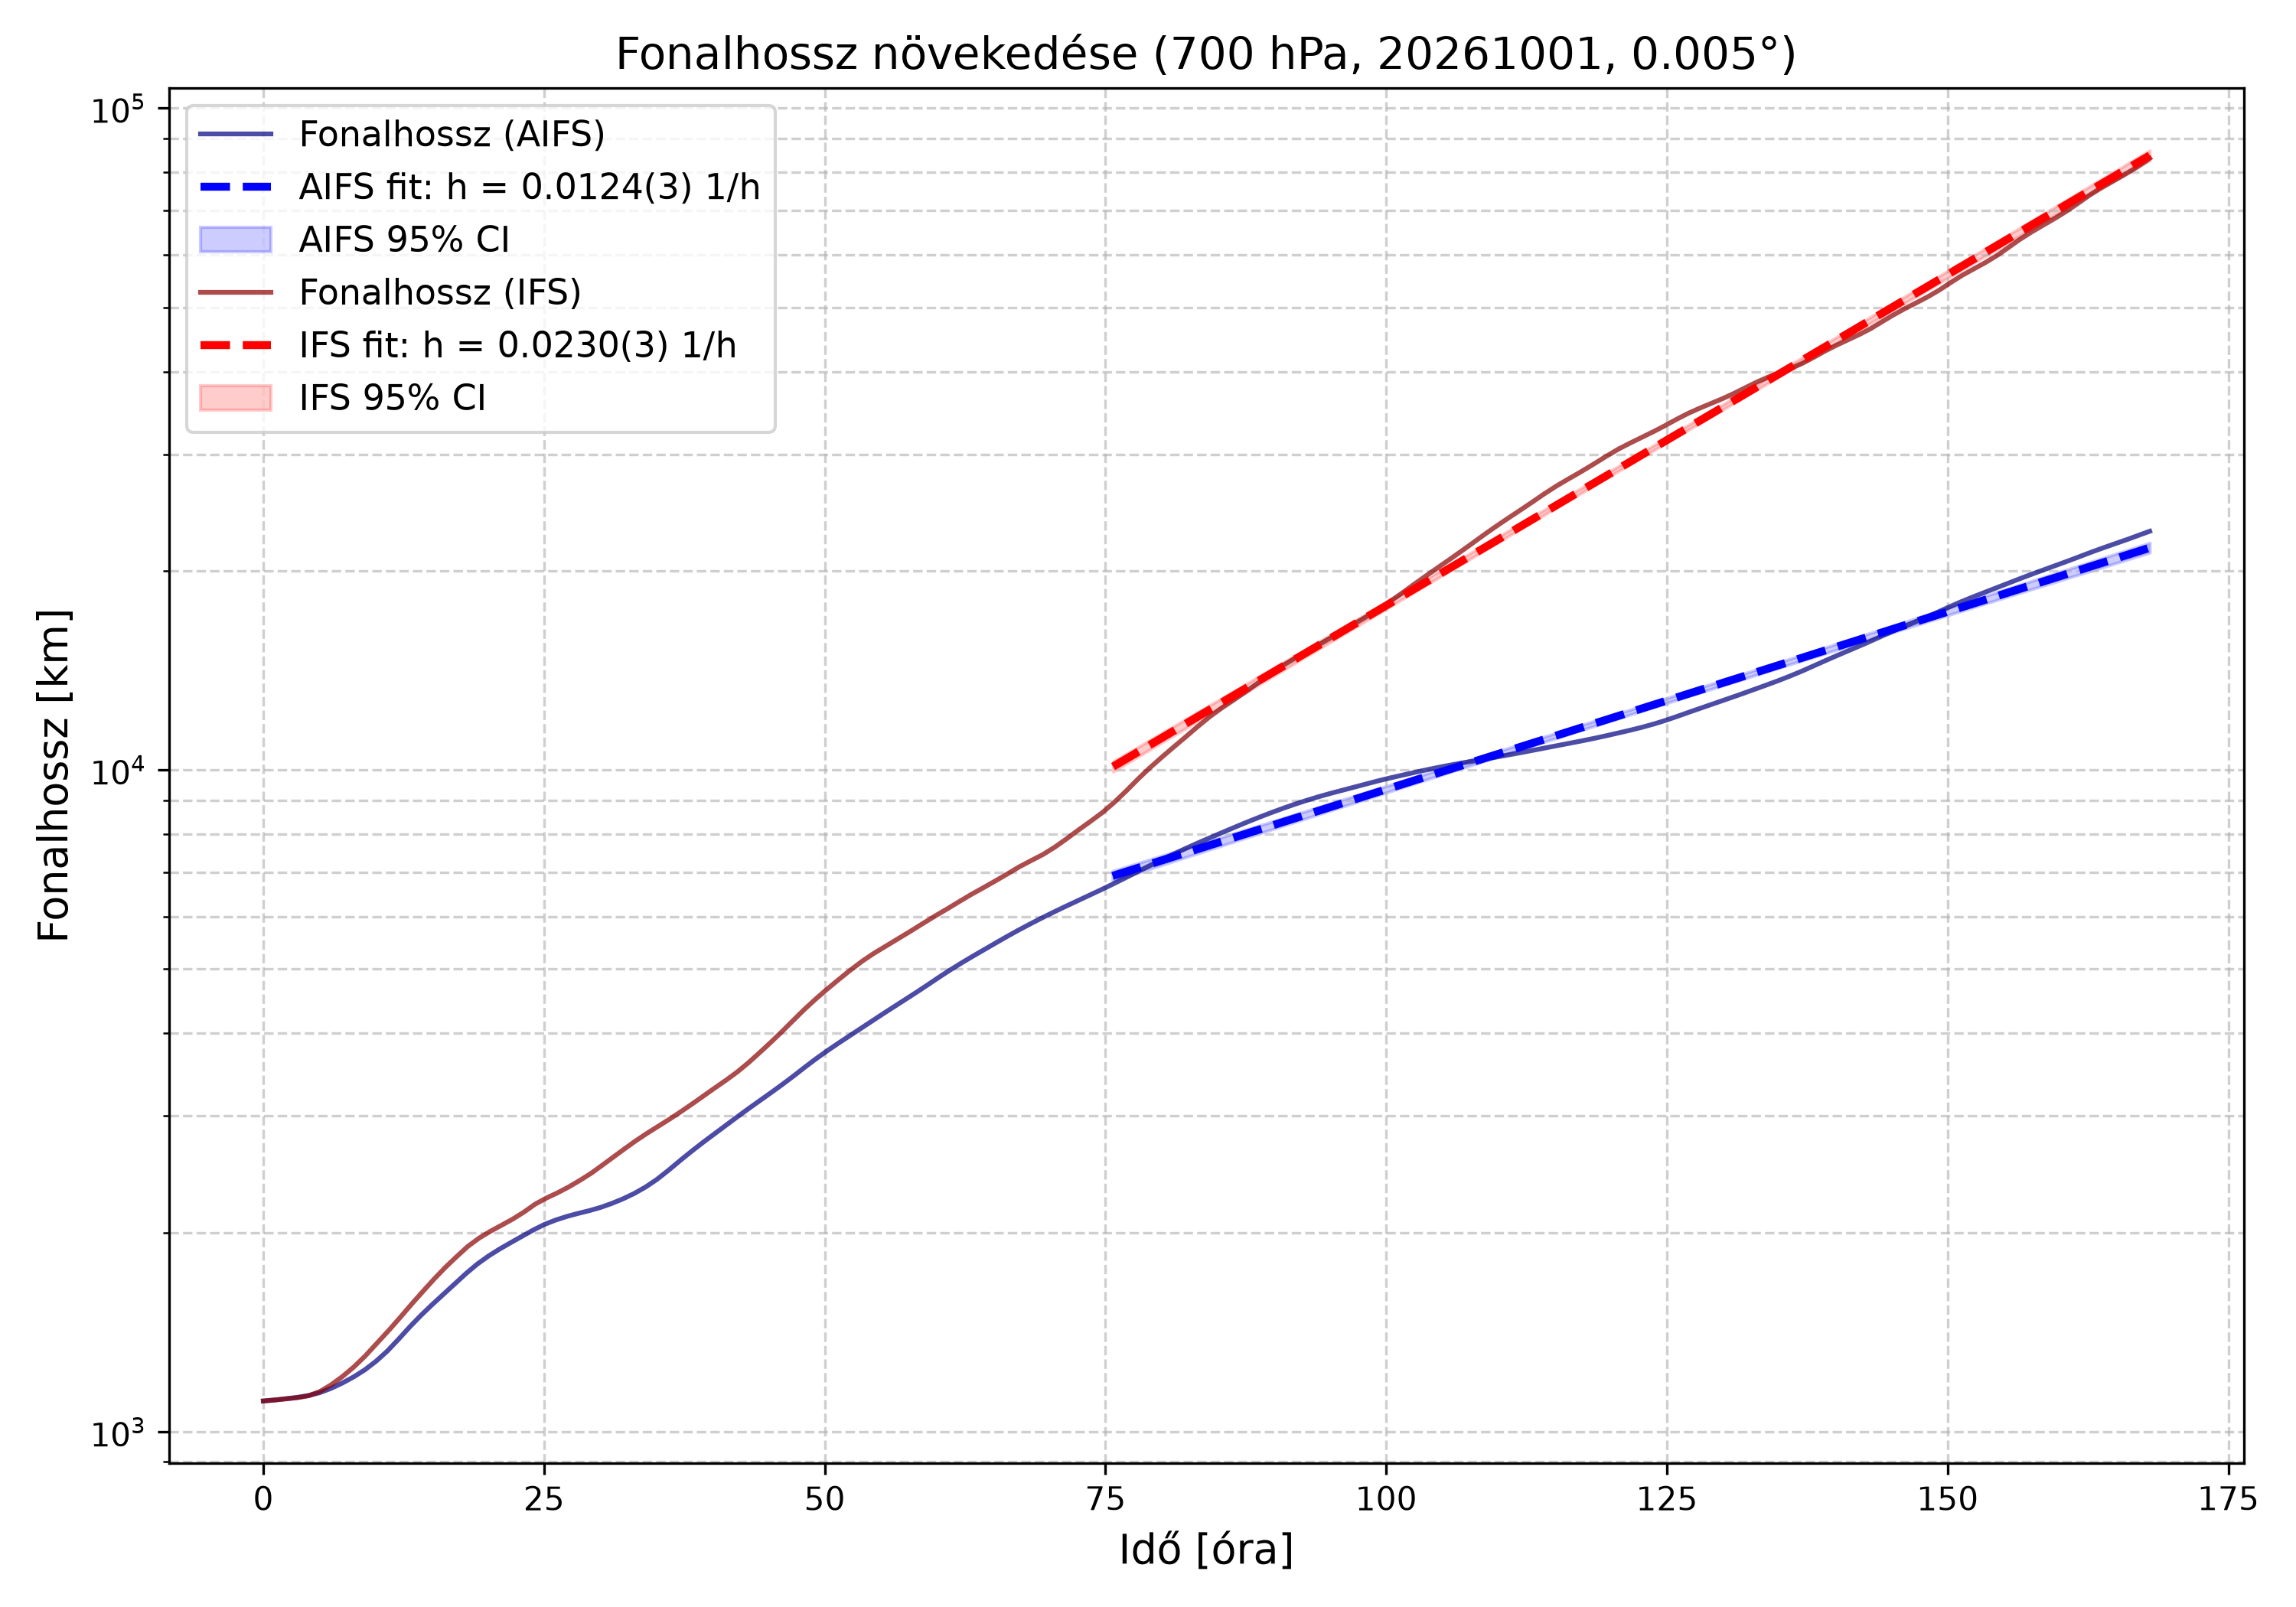 Fonalhossz növekedése (700 hPa, 20261001, 0.005°)
Fonalhossz (AIFS)
AIFS fit: h = 0.0124(3) 1/h
AIFS 95% CI
Fonalhossz (IFS)
IFS fit: h = 0.0230(3) 1/h
IFS 95% CI
Fonalhossz [km]
10⁵
10⁴
10³
0 25 50 75 100 125 150 175
Idő [óra]